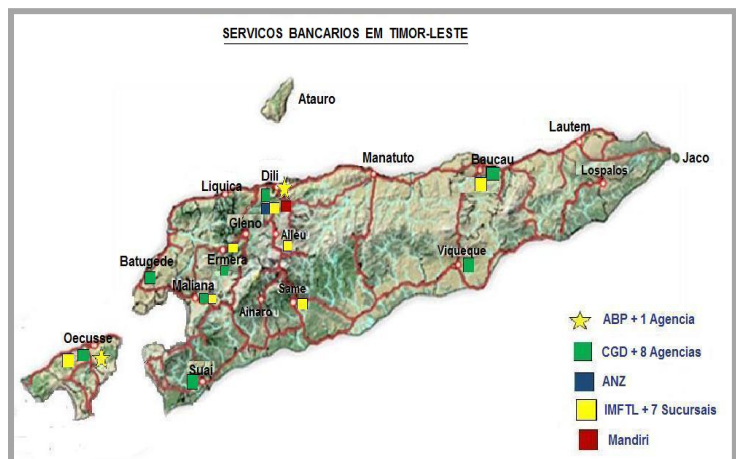 SERVICOS BANCARIOS EM TIMOR-LESTE
Atauro
Lautem
Manatuto
Baucau
Jaco
Dili
Lospalos
Liquica
Gleno
Alleu
Viqueque
Batugede
Ermera
Maliana
Same
Ainaro
Oecusse
Suai
ABP + 1 Agencia
CGD + 8 Agencias
ANZ
IMFTL + 7 Sucursais
Mandiri